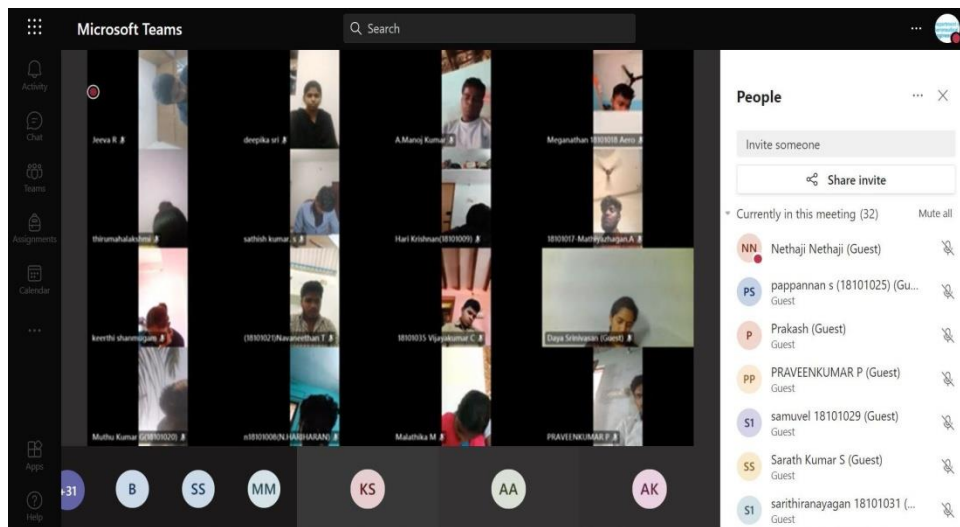 Microsoft Teams
Search
Activity
Chat
Teams
Assignments
Calendar
Apps
Help
Jeeva R
deepika sri
A.Manoj Kumar
Meganathan 18101018 Aero
thirumahalakshmi
sathish kumar. s
Hari Krishnan(18101009)
18101017-Mathiyazhagan.A
keerthi shanmugam
(18101021)Navaneethan T
18101035 Vijayakumar C
Daya Srinivasan (Guest)
Muthu Kumar G(18101020)
n18101008(N.HARIHARAN)
Malathika M
PRAVEENKUMAR P
+31
B
SS
MM
KS
AA
AK
People
Invite someone
Share invite
Currently in this meeting (32)
Mute all
NN
Nethaji Nethaji (Guest)
PS
pappannan s (18101025) (Gu...
Guest
P
Prakash (Guest)
Guest
PP
PRAVEENKUMAR P (Guest)
Guest
S1
samuvel 18101029 (Guest)
Guest
SS
Sarath Kumar S (Guest)
Guest
S1
sarithiranayagan 18101031 (...
Guest